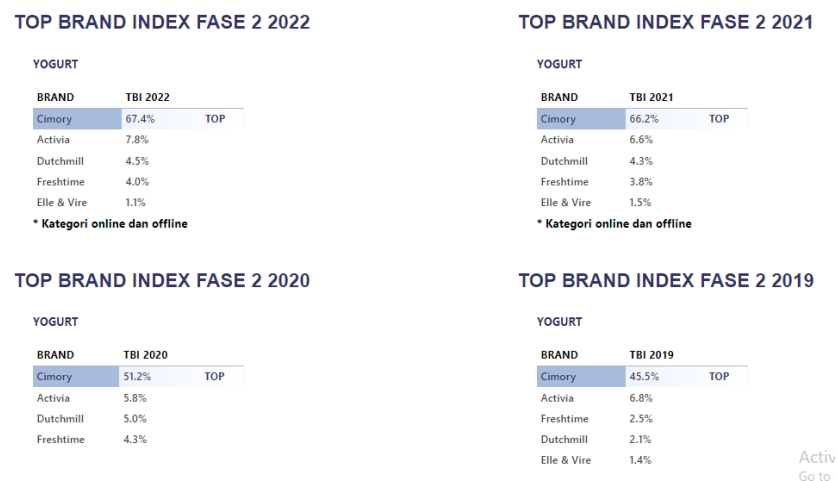 TOP BRAND INDEX FASE 2 2022
YOGURT
BRAND TBI 2022
Cimory 67.4% TOP
Activia 7.8%
Dutchmill 4.5%
Freshtime 4.0%
Elle & Vire 1.1%
* Kategori online dan offline
TOP BRAND INDEX FASE 2 2021
YOGURT
BRAND TBI 2021
Cimory 66.2% TOP
Activia 6.6%
Dutchmill 4.3%
Freshtime 3.8%
Elle & Vire 1.5%
* Kategori online dan offline
TOP BRAND INDEX FASE 2 2020
YOGURT
BRAND TBI 2020
Cimory 51.2% TOP
Activia 5.8%
Dutchmill 5.0%
Freshtime 4.3%
TOP BRAND INDEX FASE 2 2019
YOGURT
BRAND TBI 2019
Cimory 45.5% TOP
Activia 6.8%
Freshtime 2.5%
Dutchmill 2.1%
Elle & Vire 1.4%
Activ
Go to